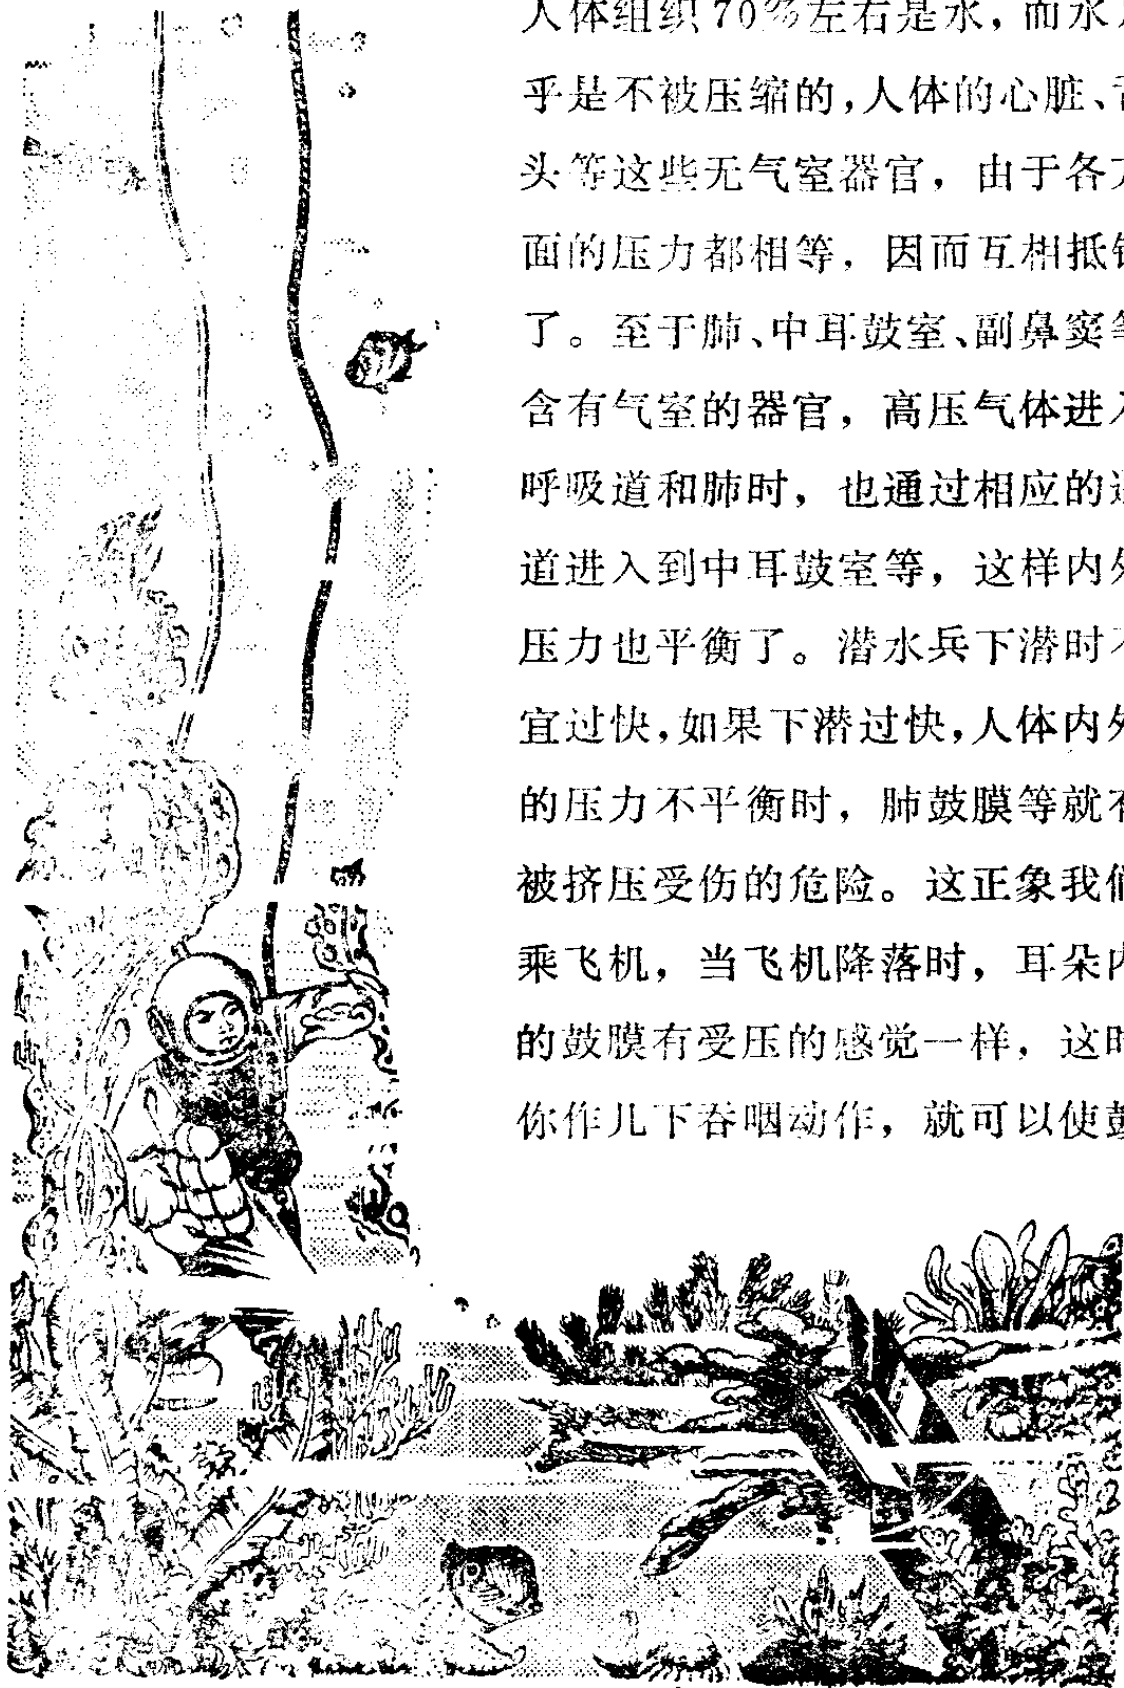 人体组织70%左右是水，而水
乎是不被压缩的，人体的心脏、
头等这些无气室器官，由于各
面的压力都相等，因而互相抵
了。至于肺、中耳鼓室、副鼻窦
含有气室的器官，高压气体进
呼吸道和肺时，也通过相应的
道进入到中耳鼓室等，这样内
压力也平衡了。潜水兵下潜时
宜过快，如果下潜过快，人体内
的压力不平衡时，肺鼓膜等就
被挤压受伤的危险。这正象我
乘飞机，当飞机降落时，耳朵
的鼓膜有受压的感觉一样，这
你作几下吞咽动作，就可以使